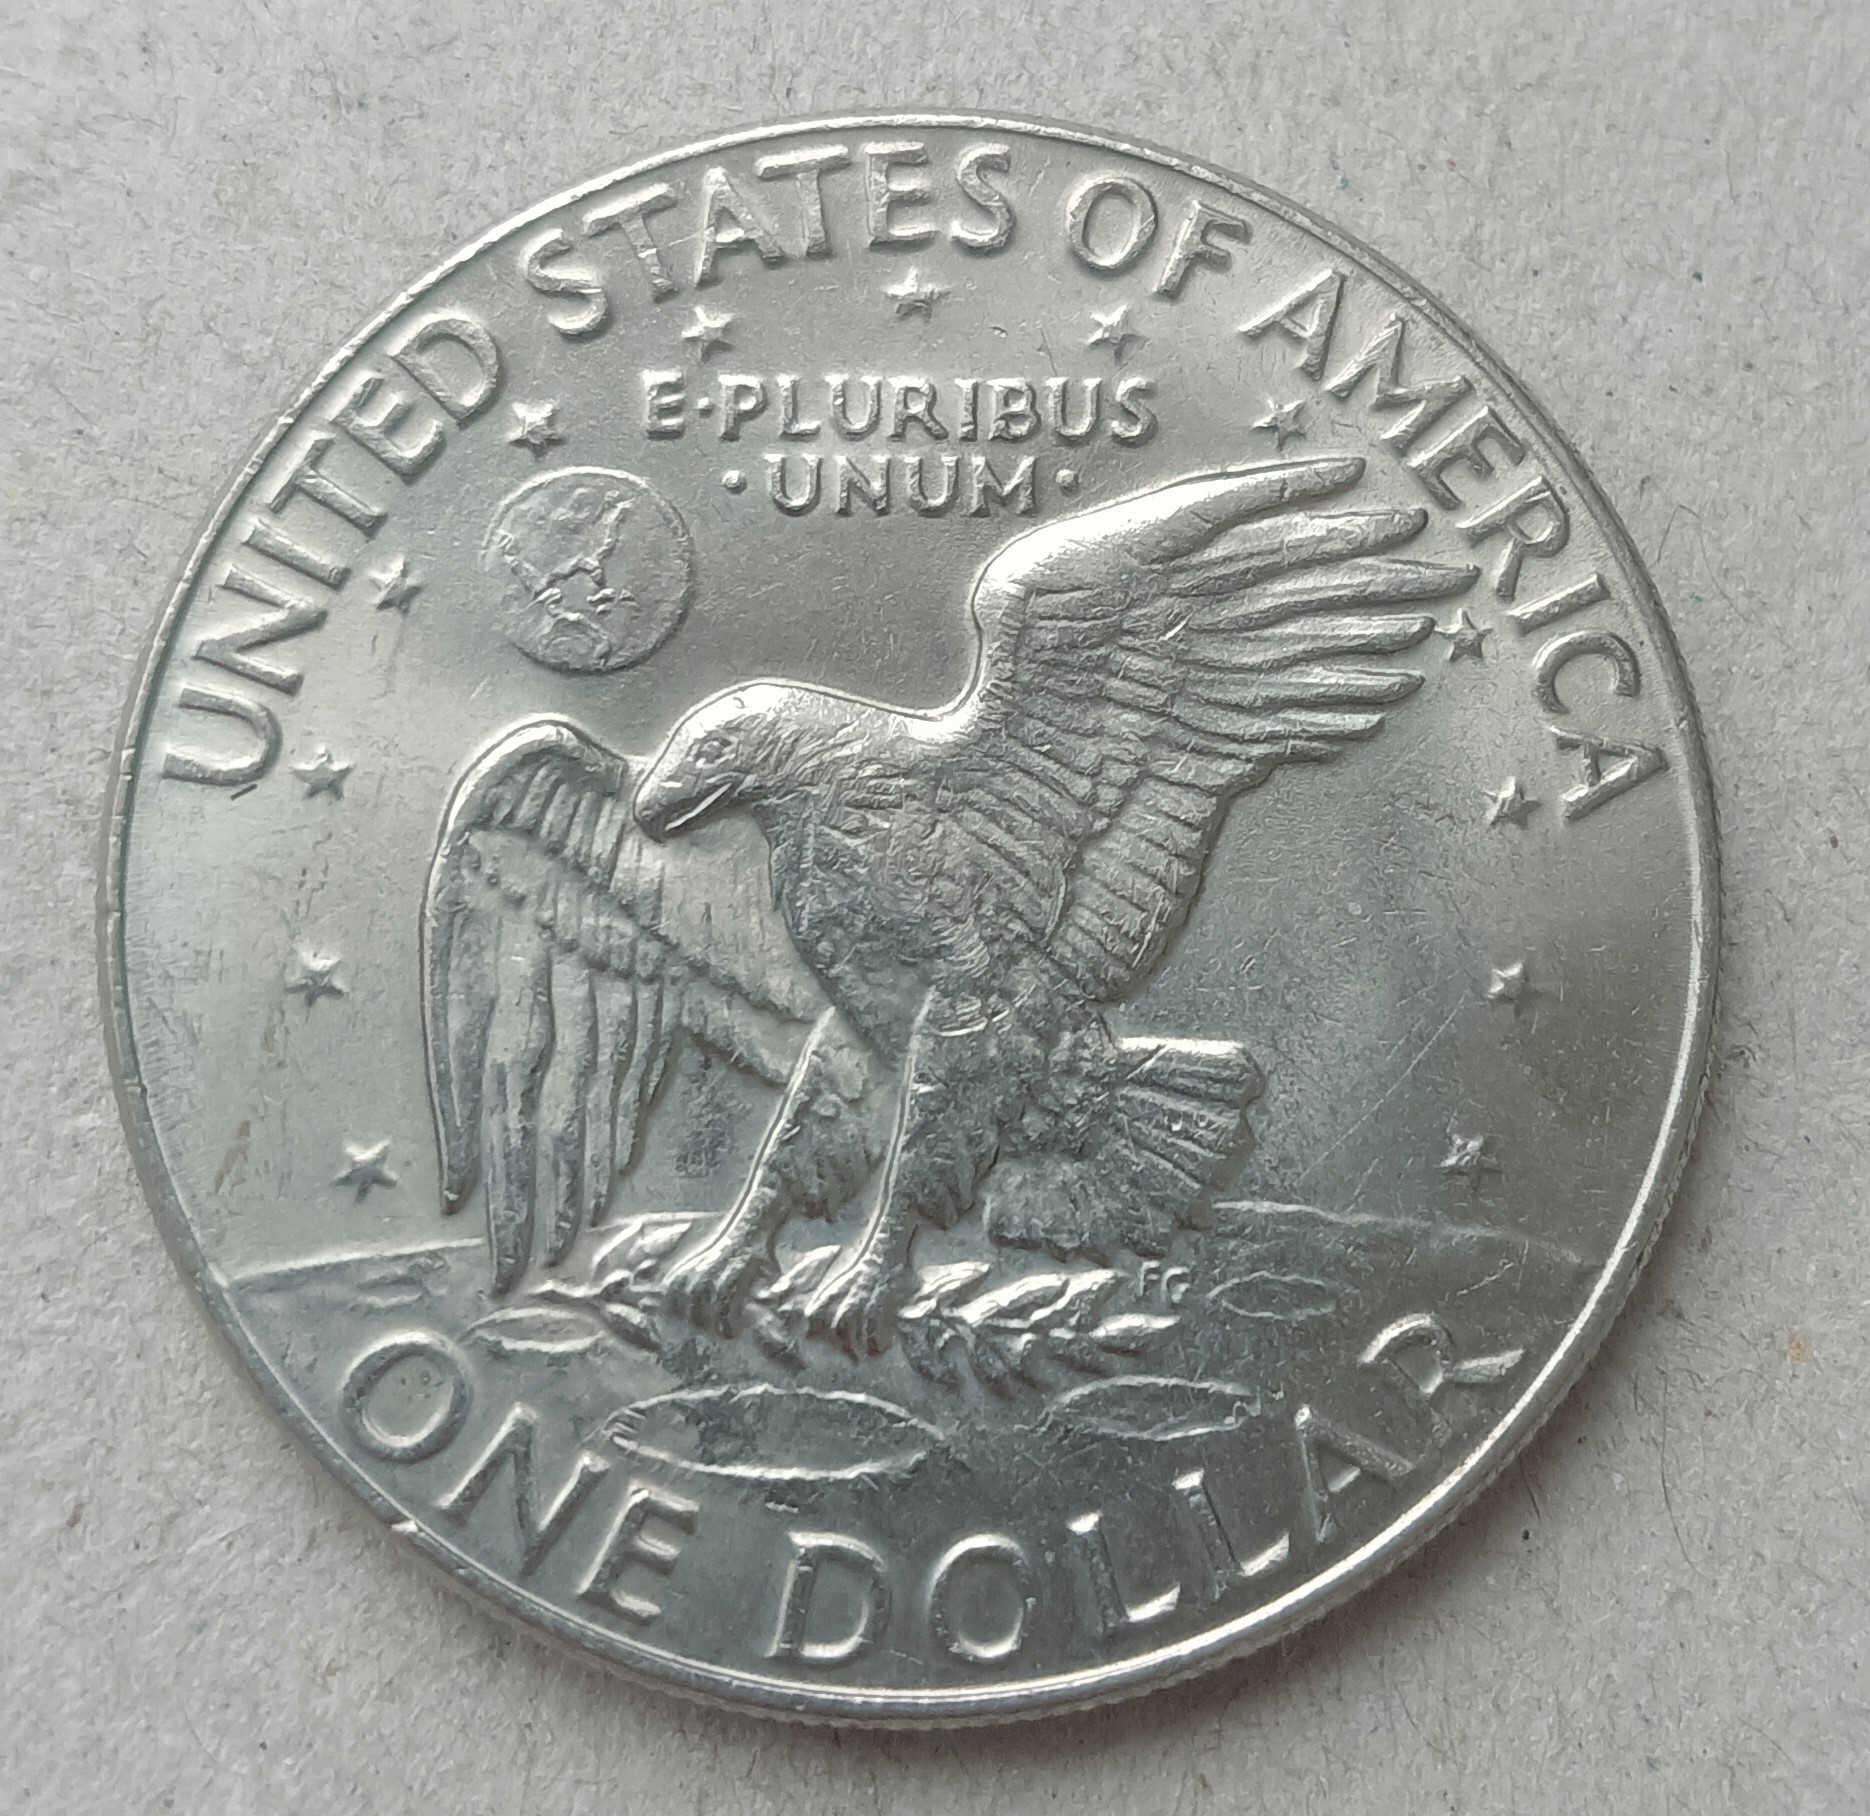 UNITED STATES OF AMERICA
E·PLURIBUS
·UNUM·
FG
ONE DOLLAR